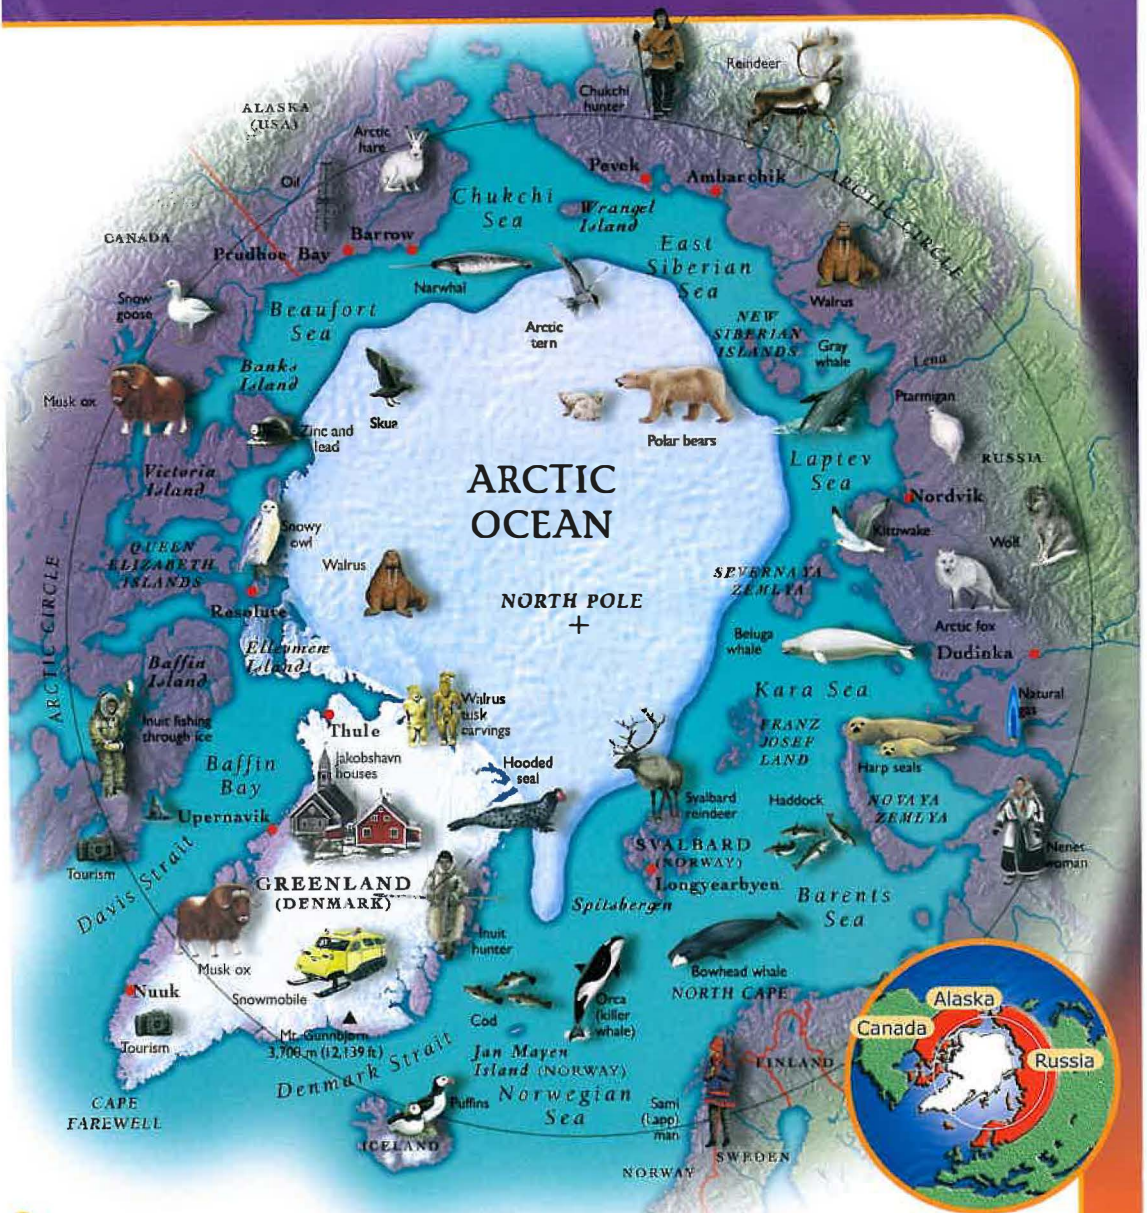 Reindeer
Chukchi
hunter
ALASKA
(USA)
Arctic
hare
Oil
Pevek
Ambarchik
ARCTIC CIRCLE
Chukchi
Sea
Wrangel
Island
CANADA
Barrow
Prudhoe Bay
East
Siberian
Sea
Narwhal
Walrus
Snow
goose
Beaufort
Sea
Arctic
tern
NEW
SIBERIAN
ISLANDS
Gray
whale
Lena
Banks
Island
Musk ox
Skua
Zinc and
lead
Polar bears
Ptarmigan
RUSSIA
Victoria
Island
ARCTIC
OCEAN
Laptev
Sea
Nordvik
Snowy
owl
Kittiwake
Wolf
QUEEN
ELIZABETH
ISLANDS
Walrus
SEVERNAYA
ZEMLYA
NORTH POLE
+
Resolute
ARCTIC CIRCLE
Ellesmere
Island
Beluga
whale
Arctic fox
Dudinka
Baffin
Island
Kara Sea
Natural
gas
Walrus
tusk
carvings
Inuit fishing
through ice
Thule
FRANZ
JOSEF
LAND
Jakobshavn
houses
Hooded
seal
Harp seals
Baffin
Bay
Svalbard
reindeer
Haddock
NOVAYA
ZEMLYA
Upernavik
SVALBARD
(NORWAY)
Nenet
woman
Tourism
Davis Strait
GREENLAND
(DENMARK)
Longyearbyen
Spitsbergen
Barents
Sea
Inuit
hunter
Musk ox
Bowhead whale
NORTH CAPE
Nuuk
Snowmobile
Orca
(killer
whale)
Cod
Alaska
Canada
Russia
Tourism
Mt. Gunnbjørn
3,700 m (12,139 ft)
Denmark Strait
Jan Mayen
Island (NORWAY)
FINLAND
CAPE
FAREWELL
Puffins
Norwegian
Sea
Sami
(Lapp)
man
ICELAND
SWEDEN
NORWAY